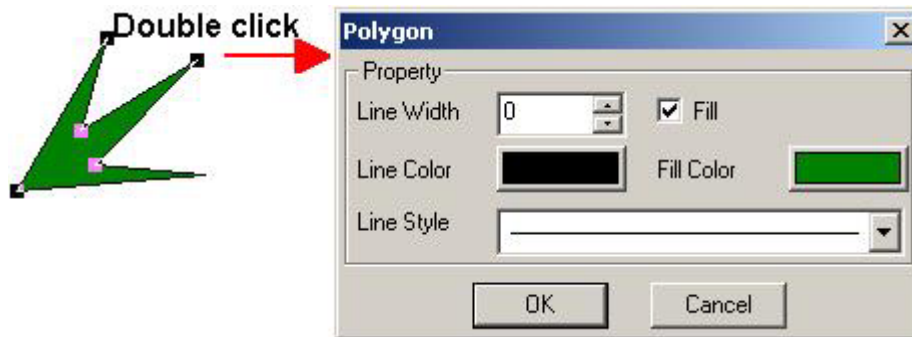 Double click
Polygon
Property
Line Width 0 Fill
Line Color Fill Color
Line Style
OK Cancel